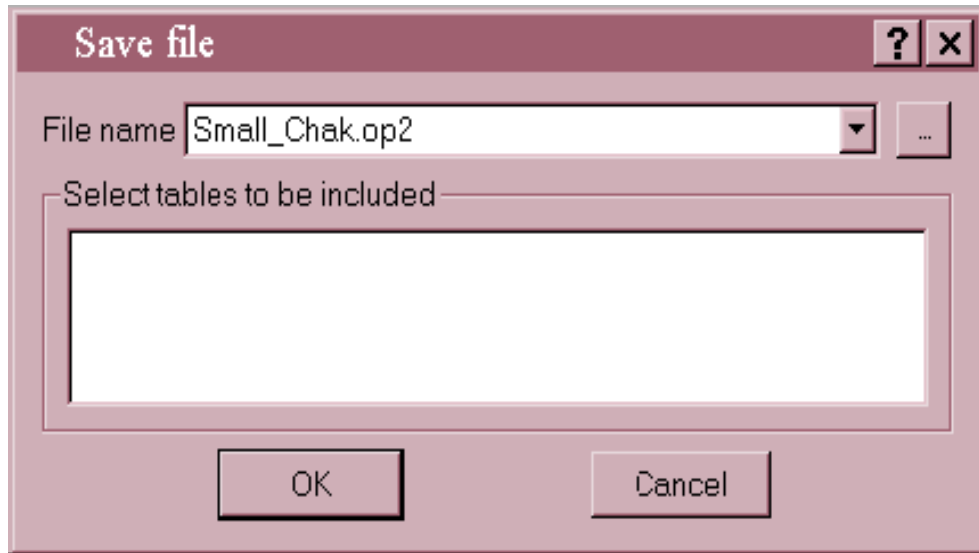 Save file
File name Small_Chak.op2 ...
Select tables to be included
OK Cancel